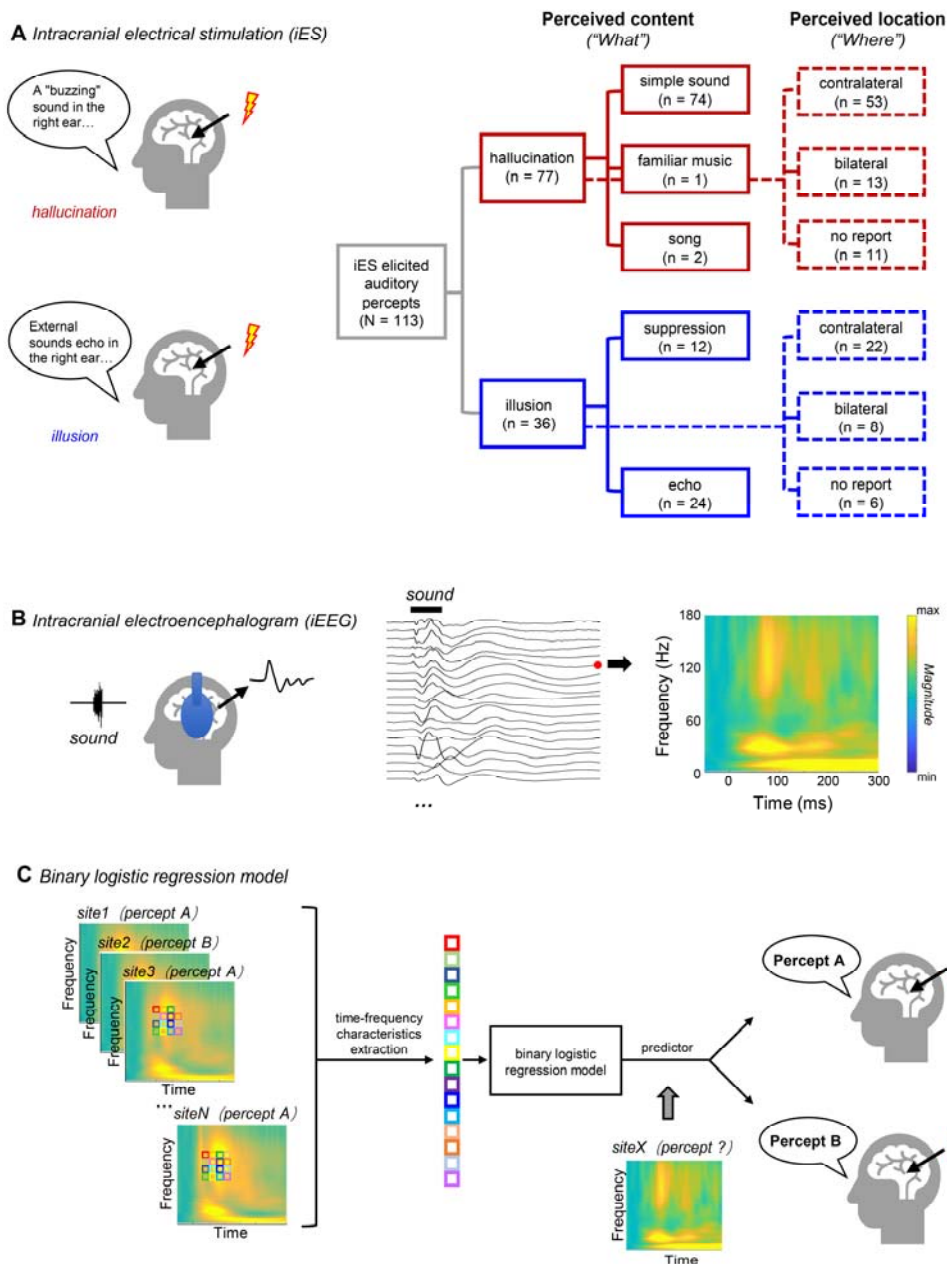 A Intracranial electrical stimulation (iES)
Perceived content
("What")
Perceived location
("Where")
A "buzzing"
sound in the
right ear…
hallucination
External
sounds echo in
the right ear…
illusion
iES elicited
auditory
percepts
(N = 113)
hallucination
(n = 77)
simple sound
(n = 74)
familiar music
(n = 1)
song
(n = 2)
contralateral
(n = 53)
bilateral
(n = 13)
no report
(n = 11)
illusion
(n = 36)
suppression
(n = 12)
echo
(n = 24)
contralateral
(n = 22)
bilateral
(n = 8)
no report
(n = 6)
B Intracranial electroencephalogram (iEEG)
sound
sound
...
Frequency (Hz)
180
120
60
0
0 100 200 300
Time (ms)
max
Magnitude
min
C Binary logistic regression model
site1 (percept A)
Frequency
site2 (percept B)
Frequency
site3 (percept A)
Frequency
Time
...
siteN (percept A)
Frequency
Time
time-frequency
characteristics
extraction
binary logistic
regression model
predictor
siteX (percept ?)
Frequency
Time
Percept A
Percept B